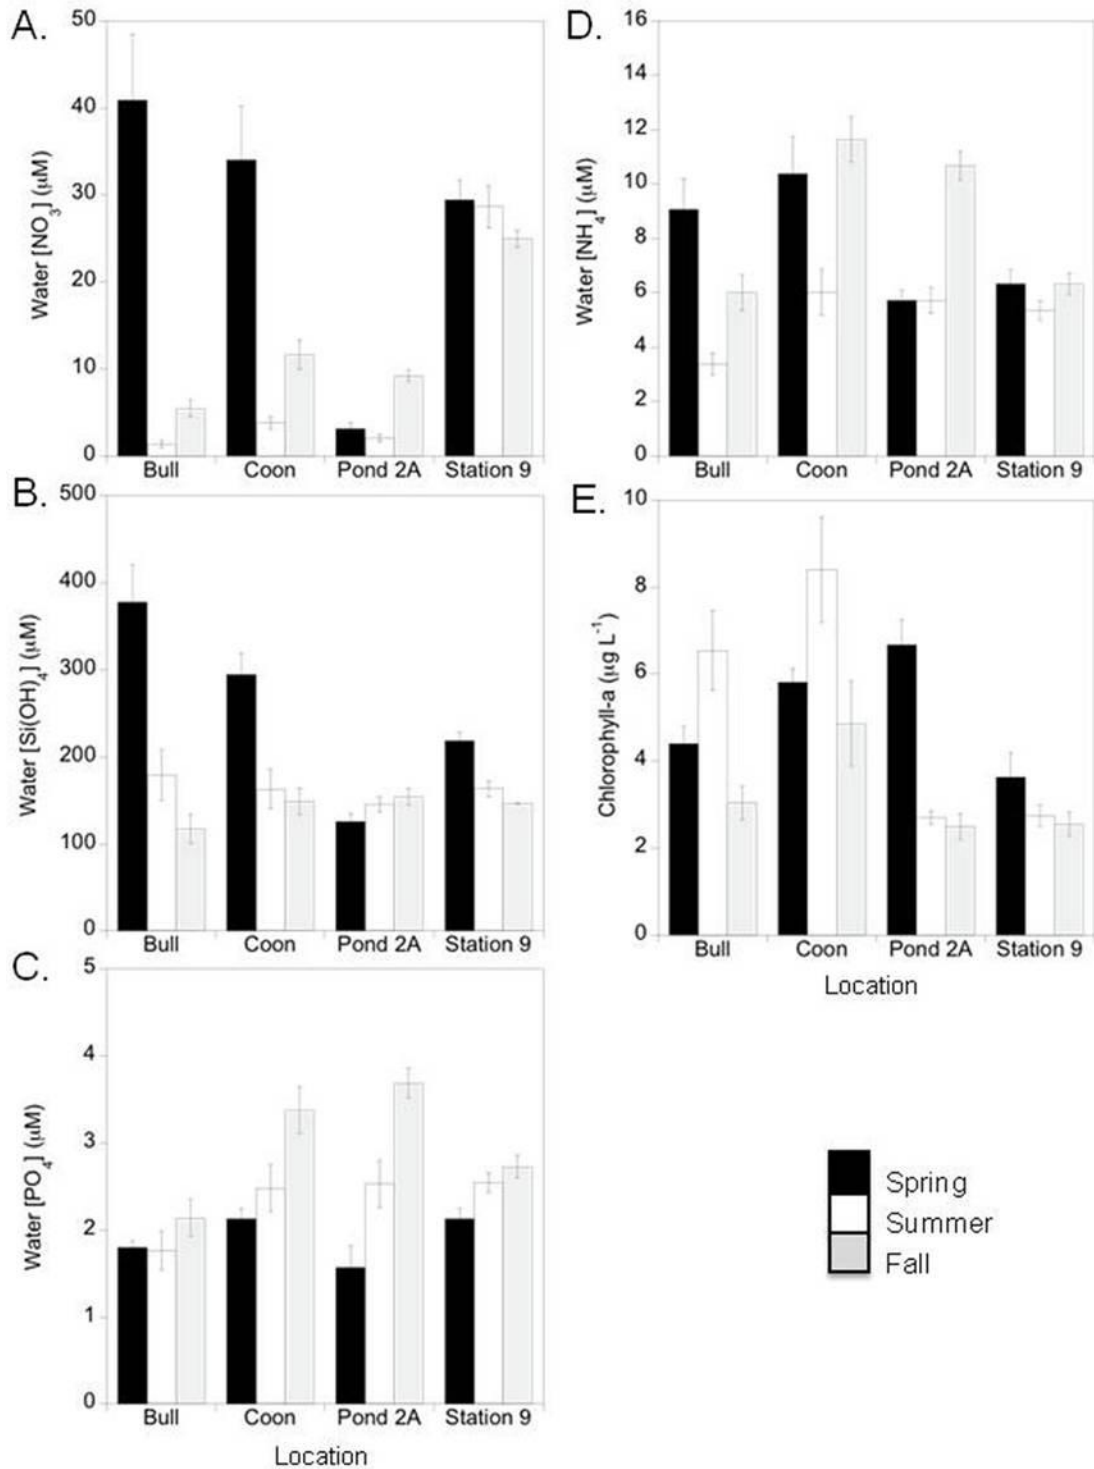 A.
50
40
30
20
10
0
Water [NO3] (μM)
Bull Coon Pond 2A Station 9
B.
500
400
300
200
100
0
Water [Si(OH)4] (μM)
Bull Coon Pond 2A Station 9
C.
5
4
3
2
1
0
Water [PO4] (μM)
Bull Coon Pond 2A Station 9
Location
D.
16
14
12
10
8
6
4
2
0
Water [NH4] (μM)
Bull Coon Pond 2A Station 9
E.
10
8
6
4
2
0
Chlorophyll-a (μg L-1)
Bull Coon Pond 2A Station 9
Location
Spring
Summer
Fall